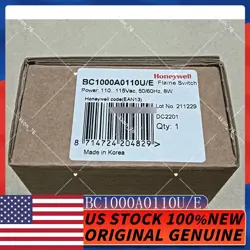 BC1000A0110U/E
Honeywell
Flame Switch
Power: 110...115Vac, 50/60Hz, 8W
Honeywell code(EAN13)
Lot No. 211229
DC2201
Qty: 1
8 714724 204829 >
Made in Korea
BC1000A0110U/E
US STOCK 100%NEW
ORIGINAL GENUINE